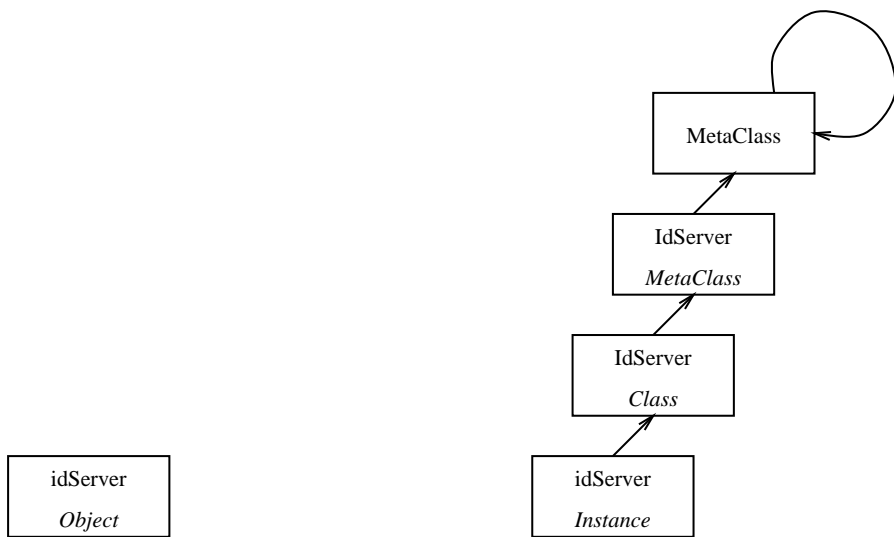 MetaClass
IdServer
MetaClass
IdServer
Class
idServer
Object
idServer
Instance